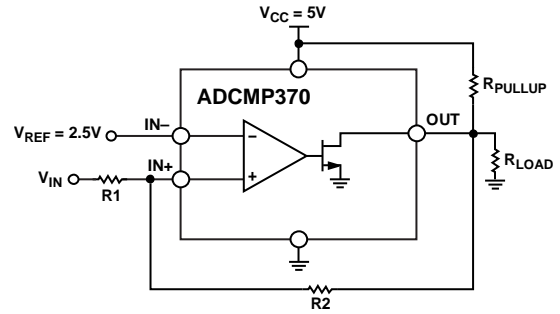 VCC = 5V
ADCMP370
RPULLUP
OUT
VREF = 2.5V
IN–
–
IN+
+
VIN
R1
RLOAD
R2